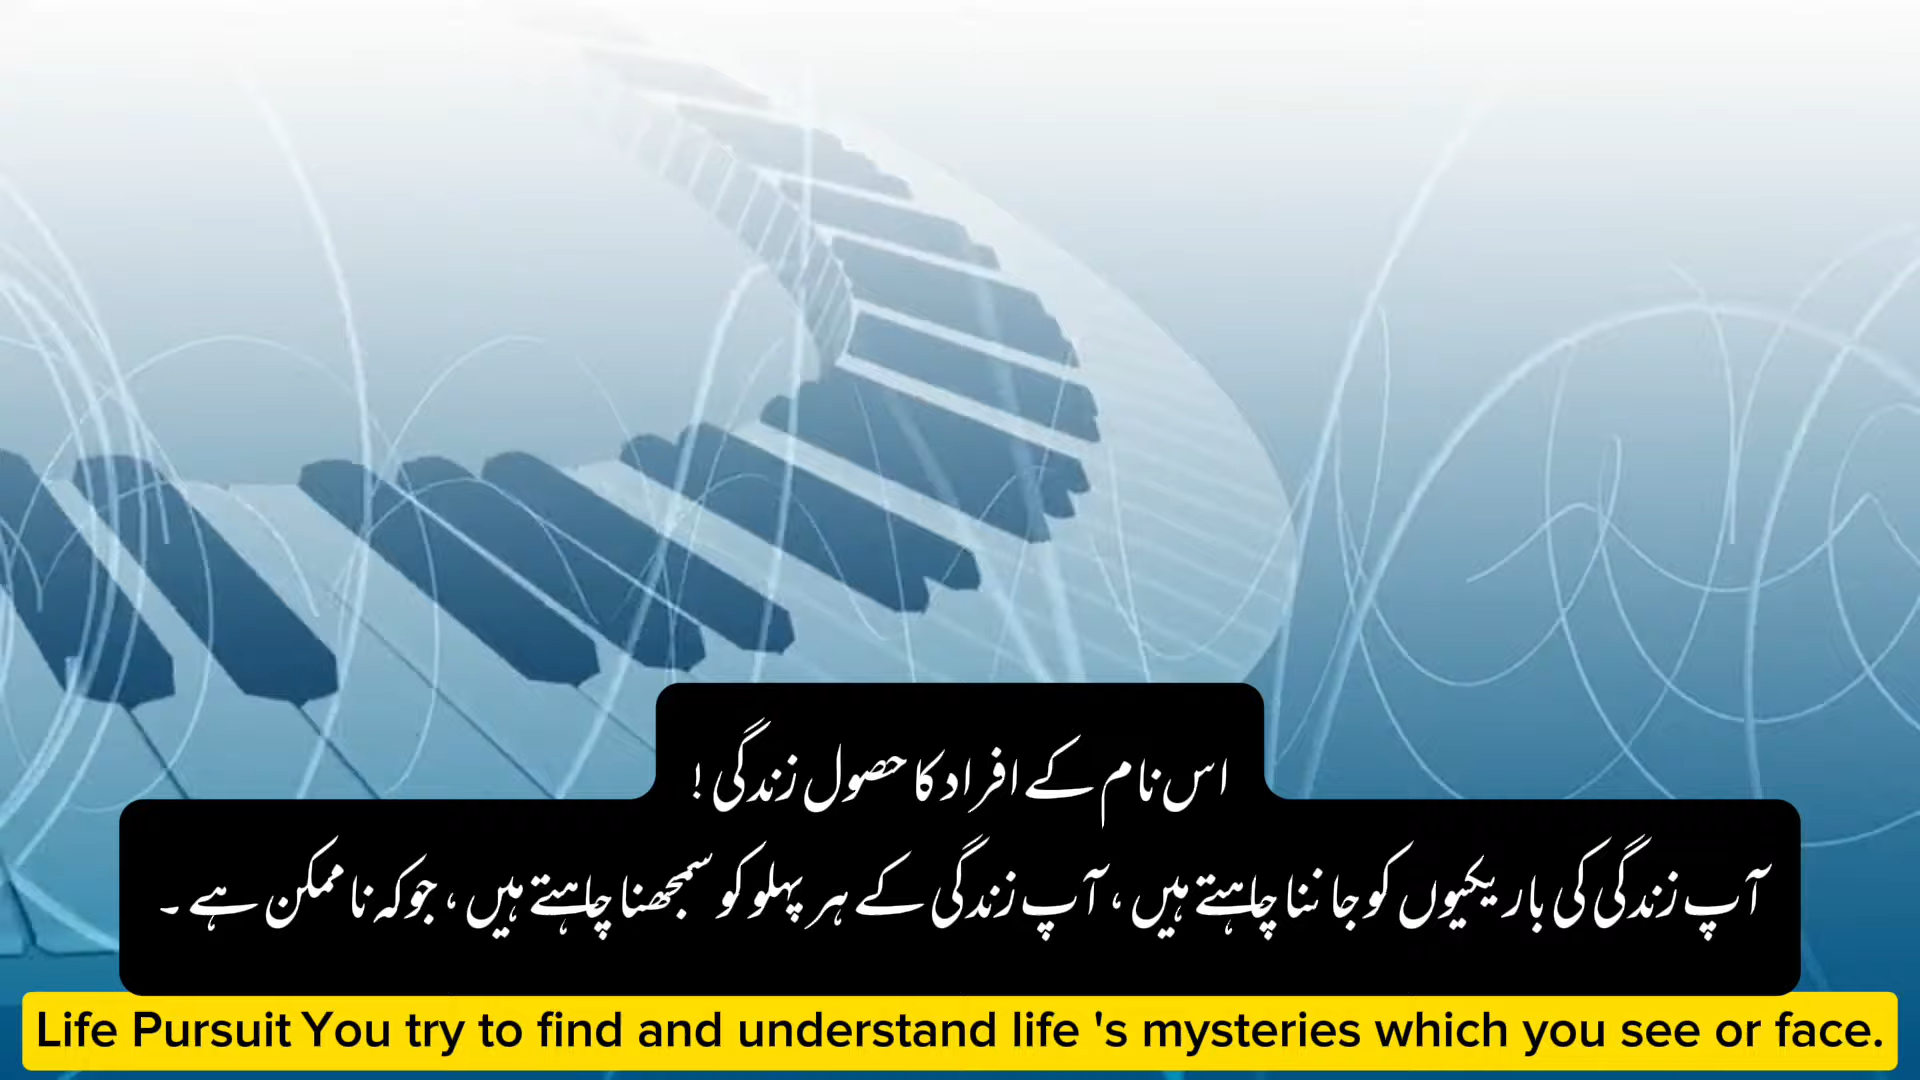 اس نام کے افراد کا حصول زندگی !
آپ زندگی کی باریکیوں کو جاننا چاہتے ہیں ، آپ زندگی کے ہر پہلو کو سمجھنا چاہتے ہیں ، جو کہ ناممکن ہے ۔
Life Pursuit You try to find and understand life 's mysteries which you see or face.